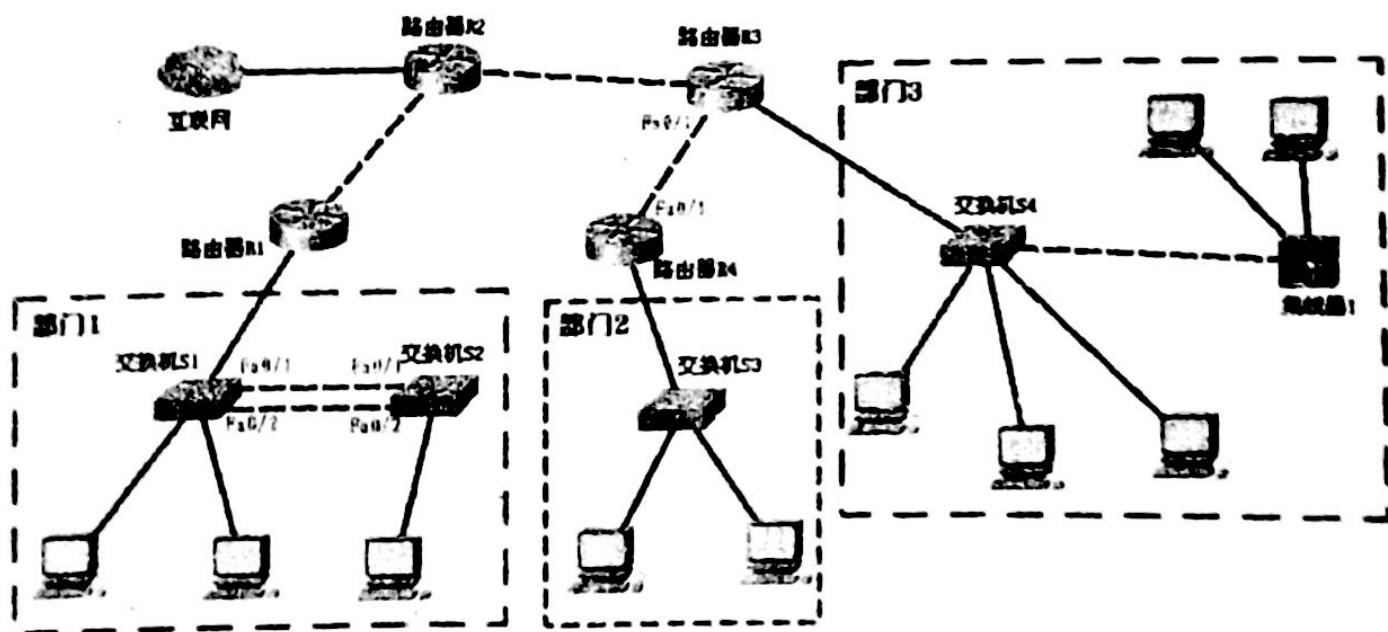 路由器R2
路由器R3
部门3
互联网
Fa0/1
Fa0/1
交换机S4
路由器R1
路由器R4
集线器1
部门1
部门2
交换机S1
Fa0/1
Fa0/1
交换机S2
交换机S3
Fa0/2
Fa0/2